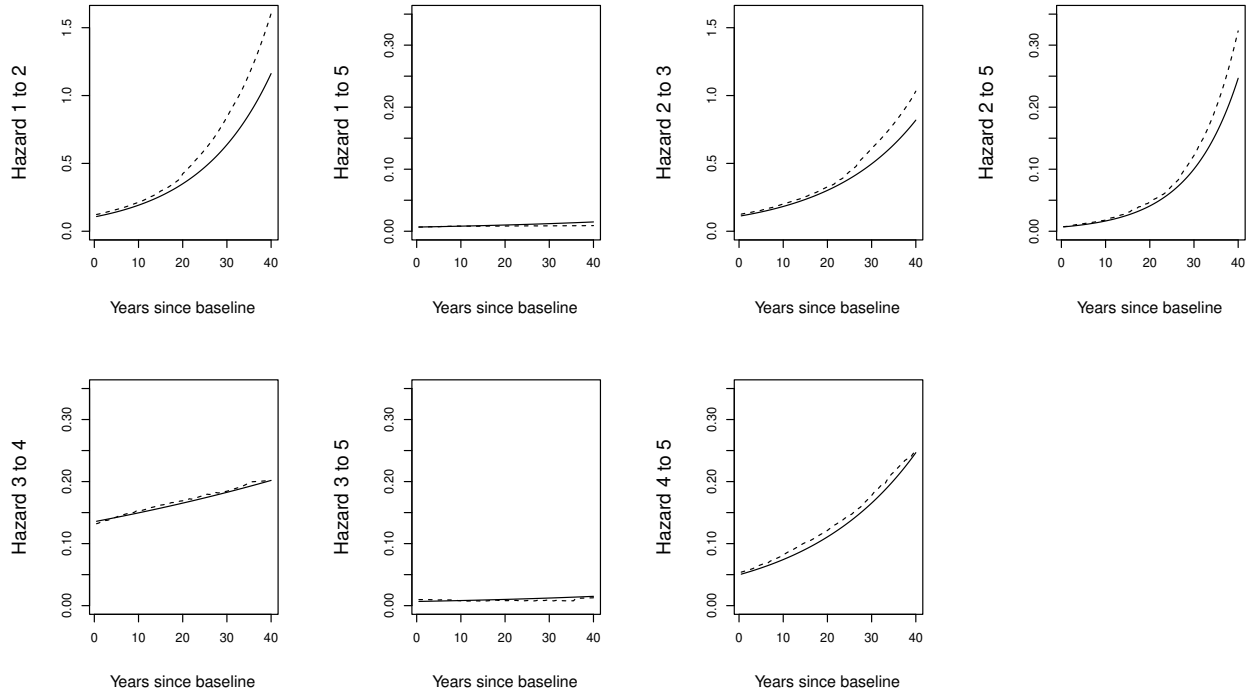 Hazard 1 to 2
0.0 0.5 1.0 1.5
0 10 20 30 40
Years since baseline
Hazard 1 to 5
0.00 0.10 0.20 0.30
0 10 20 30 40
Years since baseline
Hazard 2 to 3
0.0 0.5 1.0 1.5
0 10 20 30 40
Years since baseline
Hazard 2 to 5
0.00 0.10 0.20 0.30
0 10 20 30 40
Years since baseline
Hazard 3 to 4
0.00 0.10 0.20 0.30
0 10 20 30 40
Years since baseline
Hazard 3 to 5
0.00 0.10 0.20 0.30
0 10 20 30 40
Years since baseline
Hazard 4 to 5
0.00 0.10 0.20 0.30
0 10 20 30 40
Years since baseline